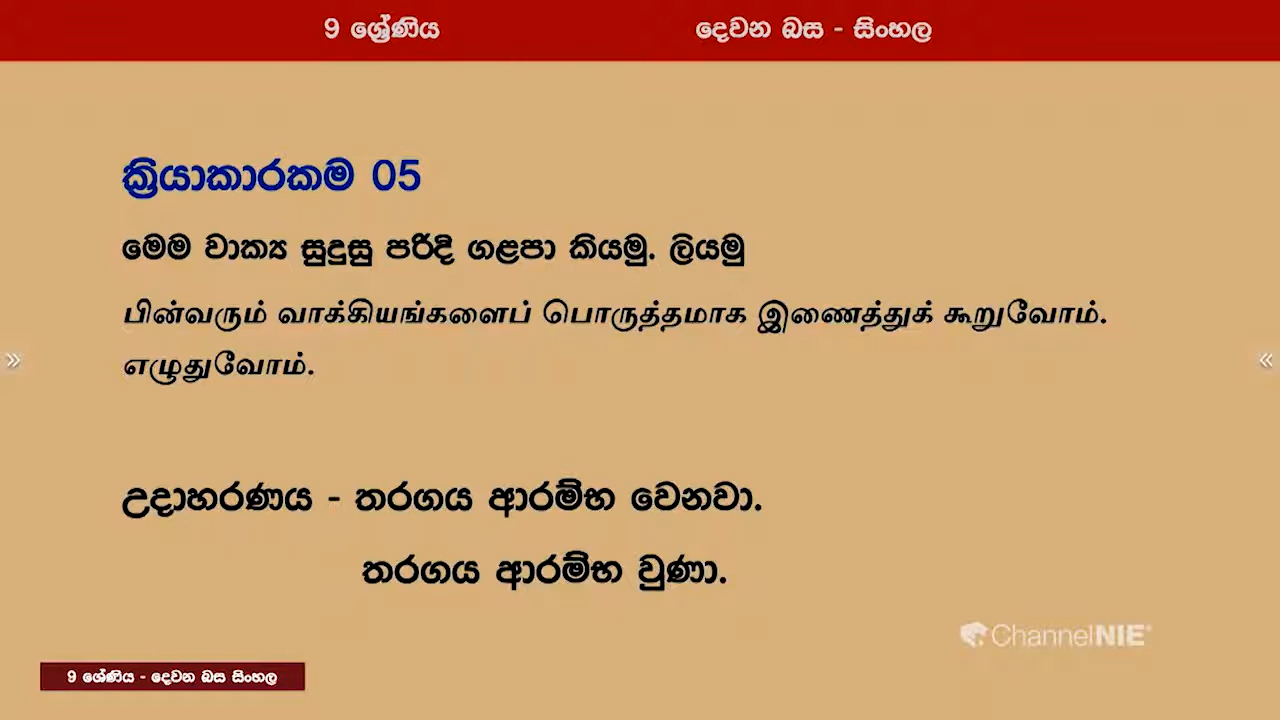 9 ශ්‍රේණිය
දෙවන බස - සිංහල
ක්‍රියාකාරකම 05
මෙම වාක්‍ය සුදුසු පරිදි ගළපා කියමු. ලියමු
பின்வரும் வாக்கியங்களைப் பொருத்தமாக இணைத்துக் கூறுவோம்.
எழுதுவோம்.
උදාහරණය - තරගය ආරම්භ වෙනවා.
තරගය ආරම්භ වුණා.
ChannelNIE
9 ශ්‍රේණිය - දෙවන බස සිංහල